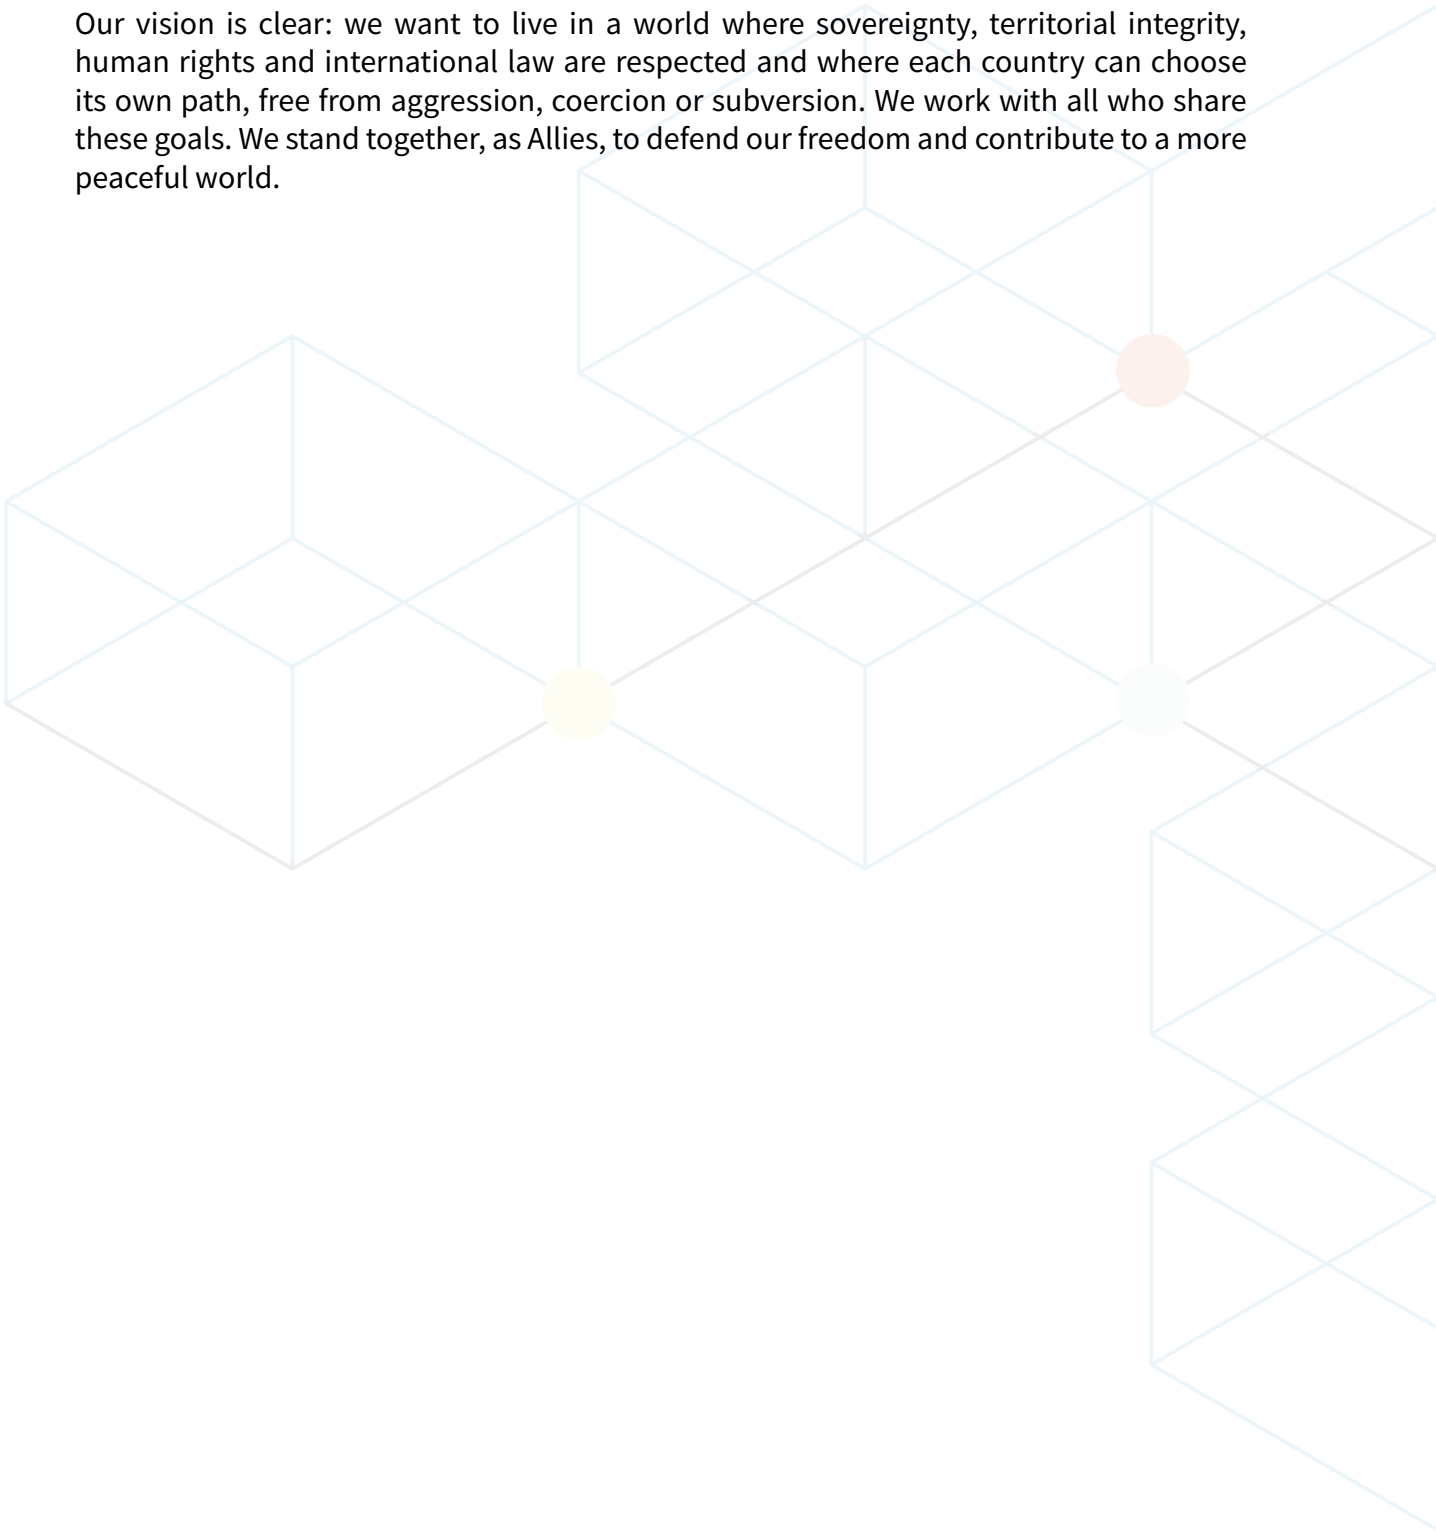 Our vision is clear: we want to live in a world where sovereignty, territorial integrity,
human rights and international law are respected and where each country can choose
its own path, free from aggression, coercion or subversion. We work with all who share
these goals. We stand together, as Allies, to defend our freedom and contribute to a more
peaceful world.